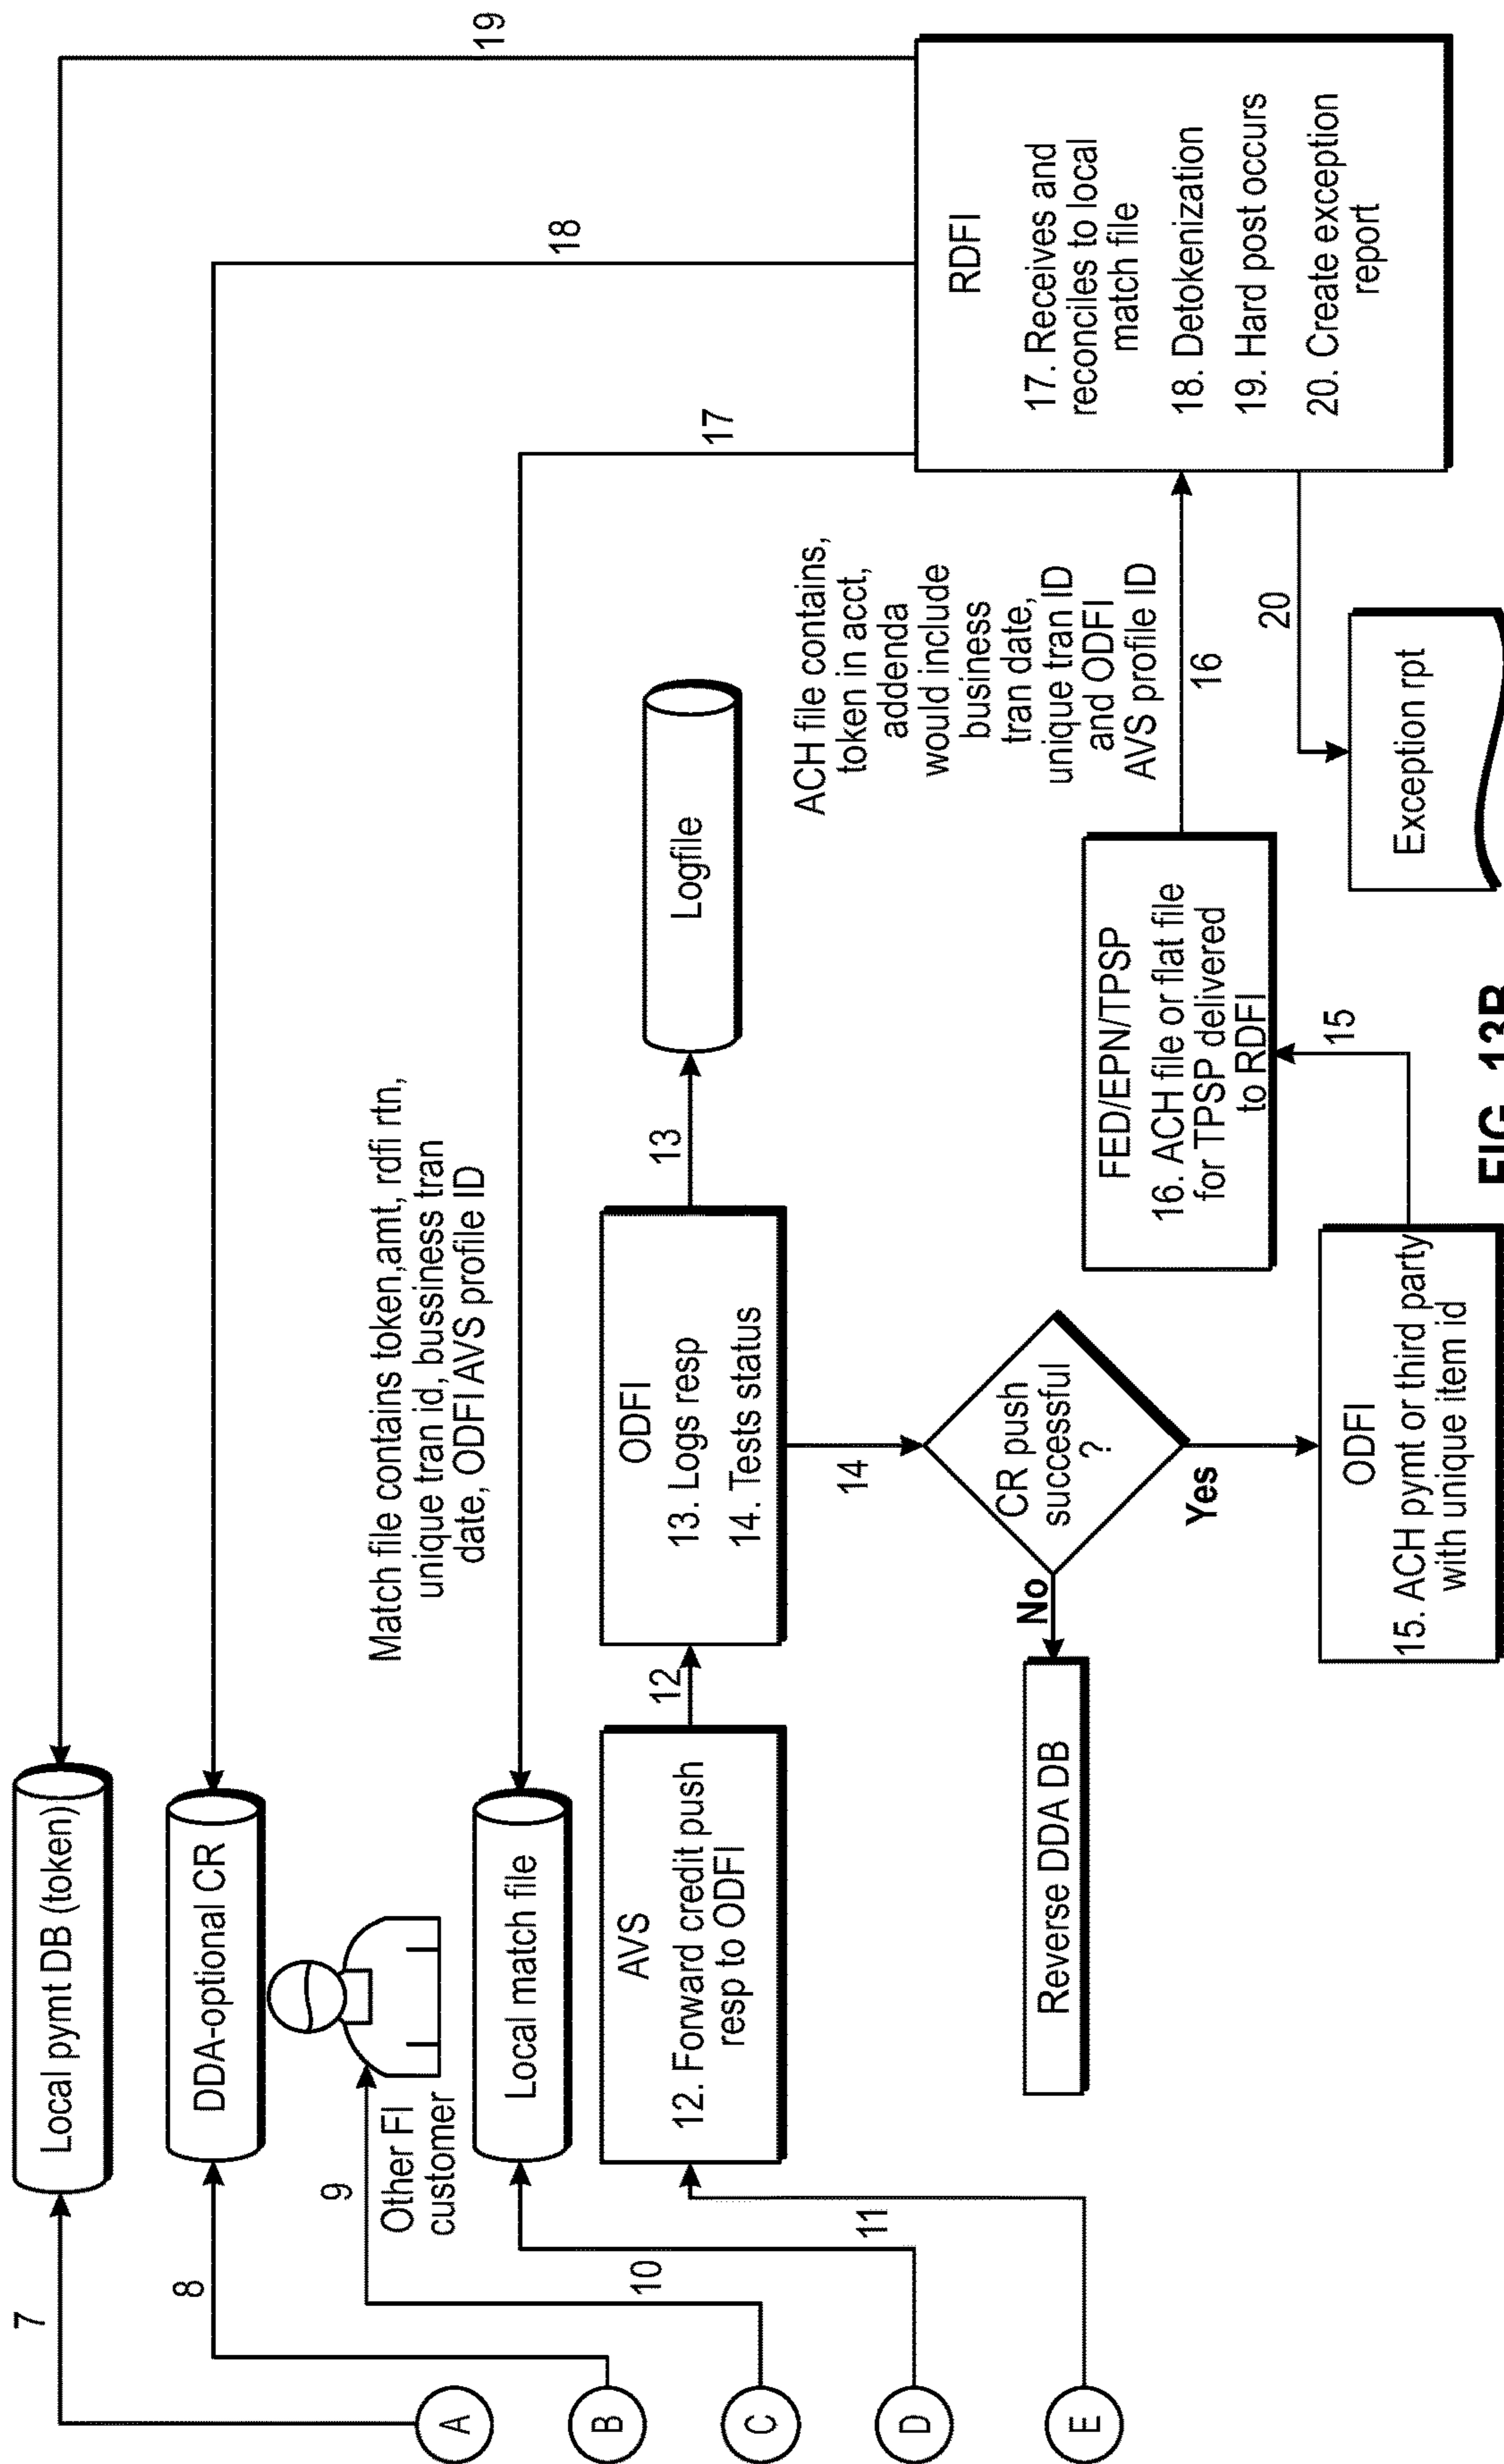 7
Local pymt DB (token)
19
8
DDA-optional CR
18
9
Other FI
customer
Match file contains token,amt, rdfi rtn,
unique tran id, bussiness tran
date, ODFI AVS profile ID
10
Local match file
17
11
AVS
12. Forward credit push
resp to ODFI
12
ODFI
13. Logs resp
14. Tests status
13
Logfile
14
CR push
successful
?
No
Reverse DDA DB
Yes
ODFI
15. ACH pymt or third party
with unique item id
15
FED/EPN/TPSP
16. ACH file or flat file
for TPSP delivered
to RDFI
ACH file contains,
token in acct,
addenda
would include
business
tran date,
unique tran ID
and ODFI
AVS profile ID
16
RDFI
17. Receives and
reconciles to local
match file
18. Detokenization
19. Hard post occurs
20. Create exception
report
20
Exception rpt
A
B
C
D
E
FIG. 13B